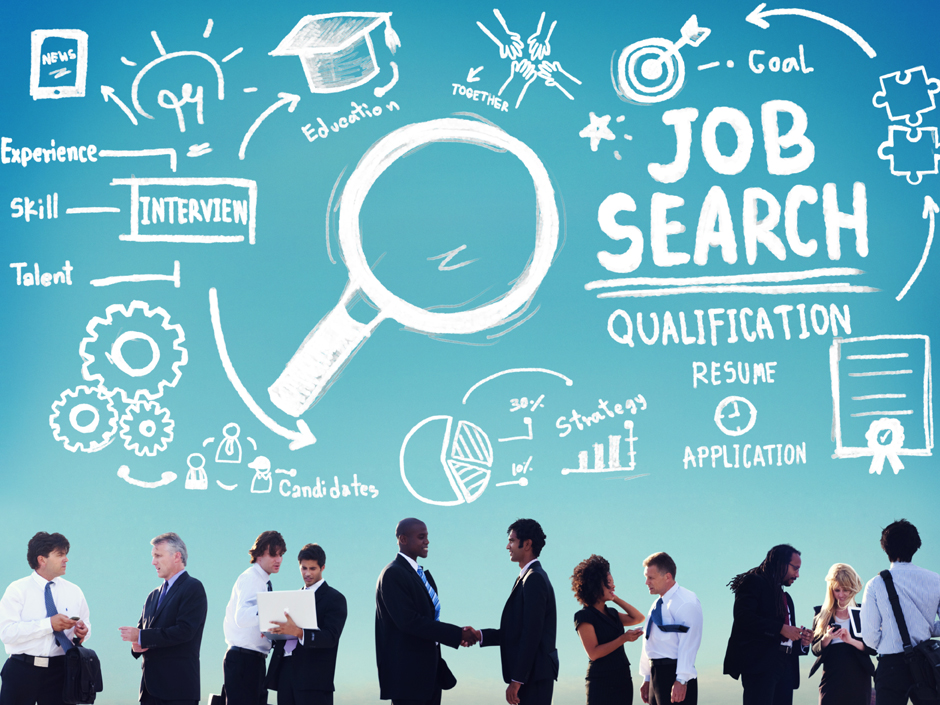 NEWS
Education
TOGETHER
GOAL
JOB
SEARCH
Experience
Skill
INTERVIEW
Talent
QUALIFICATION
RESUME
APPLICATION
30%
Strategy
10%
Candidates